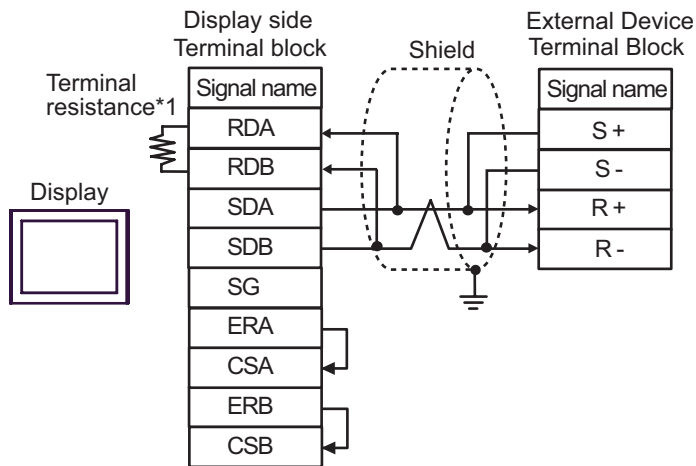 Display side
Terminal block
Shield
External Device
Terminal Block
Terminal
resistance*1
Display
Signal name
RDA
RDB
SDA
SDB
SG
ERA
CSA
ERB
CSB
Signal name
S +
S -
R +
R -